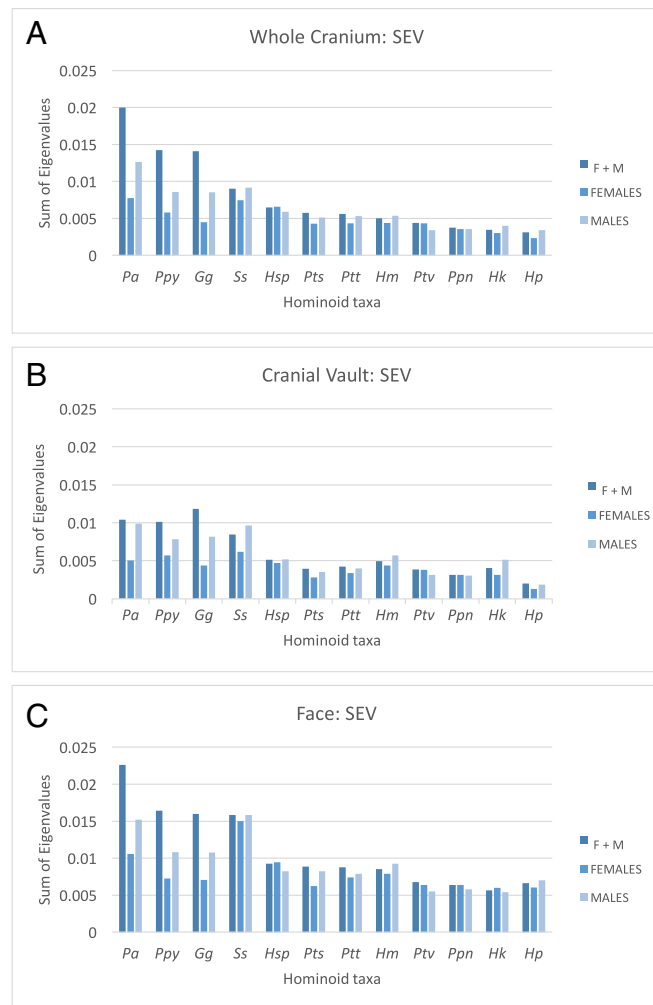 A
Whole Cranium: SEV
0.025
0.02
0.015
0.01
0.005
0
Sum of Eigenvalues
Pa Ppy Gg Ss Hsp Pts Ptt Hm Ptv Ppn Hk Hp
Hominoid taxa
F + M
FEMALES
MALES
B
Cranial Vault: SEV
0.025
0.02
0.015
0.01
0.005
0
Sum of Eigenvalues
Pa Ppy Gg Ss Hsp Pts Ptt Hm Ptv Ppn Hk Hp
Hominoid taxa
F + M
FEMALES
MALES
C
Face: SEV
0.025
0.02
0.015
0.01
0.005
0
Sum of Eigenvalues
Pa Ppy Gg Ss Hsp Pts Ptt Hm Ptv Ppn Hk Hp
Hominoid taxa
F + M
FEMALES
MALES